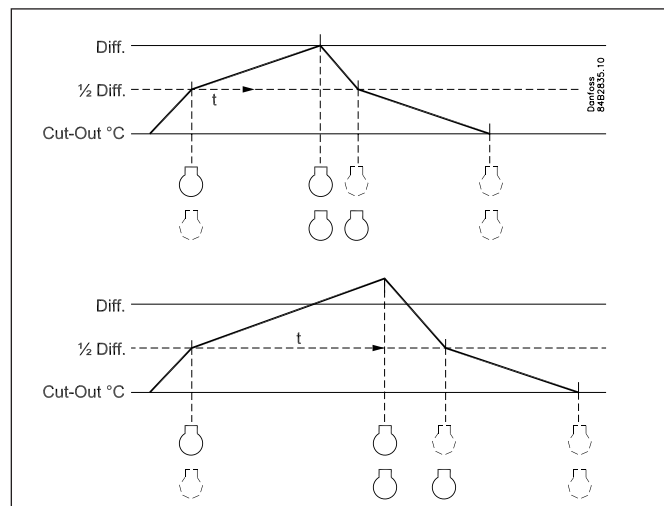 Diff.
½ Diff.
t
Cut-Out °C
Danfoss
84B2835.10
Diff.
½ Diff.
t
Cut-Out °C